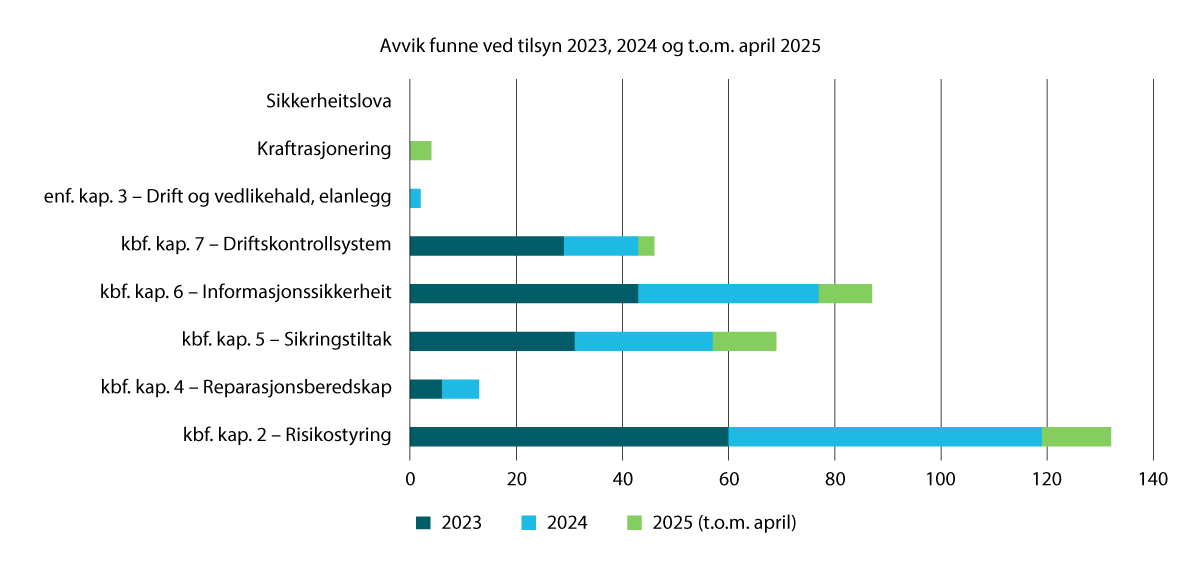 Avvik funne ved tilsyn 2023, 2024 og t.o.m. april 2025
Sikkerheitslova
Kraftrasjonering
enf. kap. 3 – Drift og vedlikehald, elanlegg
kbf. kap. 7 – Driftskontrollsystem
kbf. kap. 6 – Informasjonssikkerheit
kbf. kap. 5 – Sikringstiltak
kbf. kap. 4 – Reparasjonsberedskap
kbf. kap. 2 – Risikostyring
0 20 40 60 80 100 120 140
2023 2024 2025 (t.o.m. april)